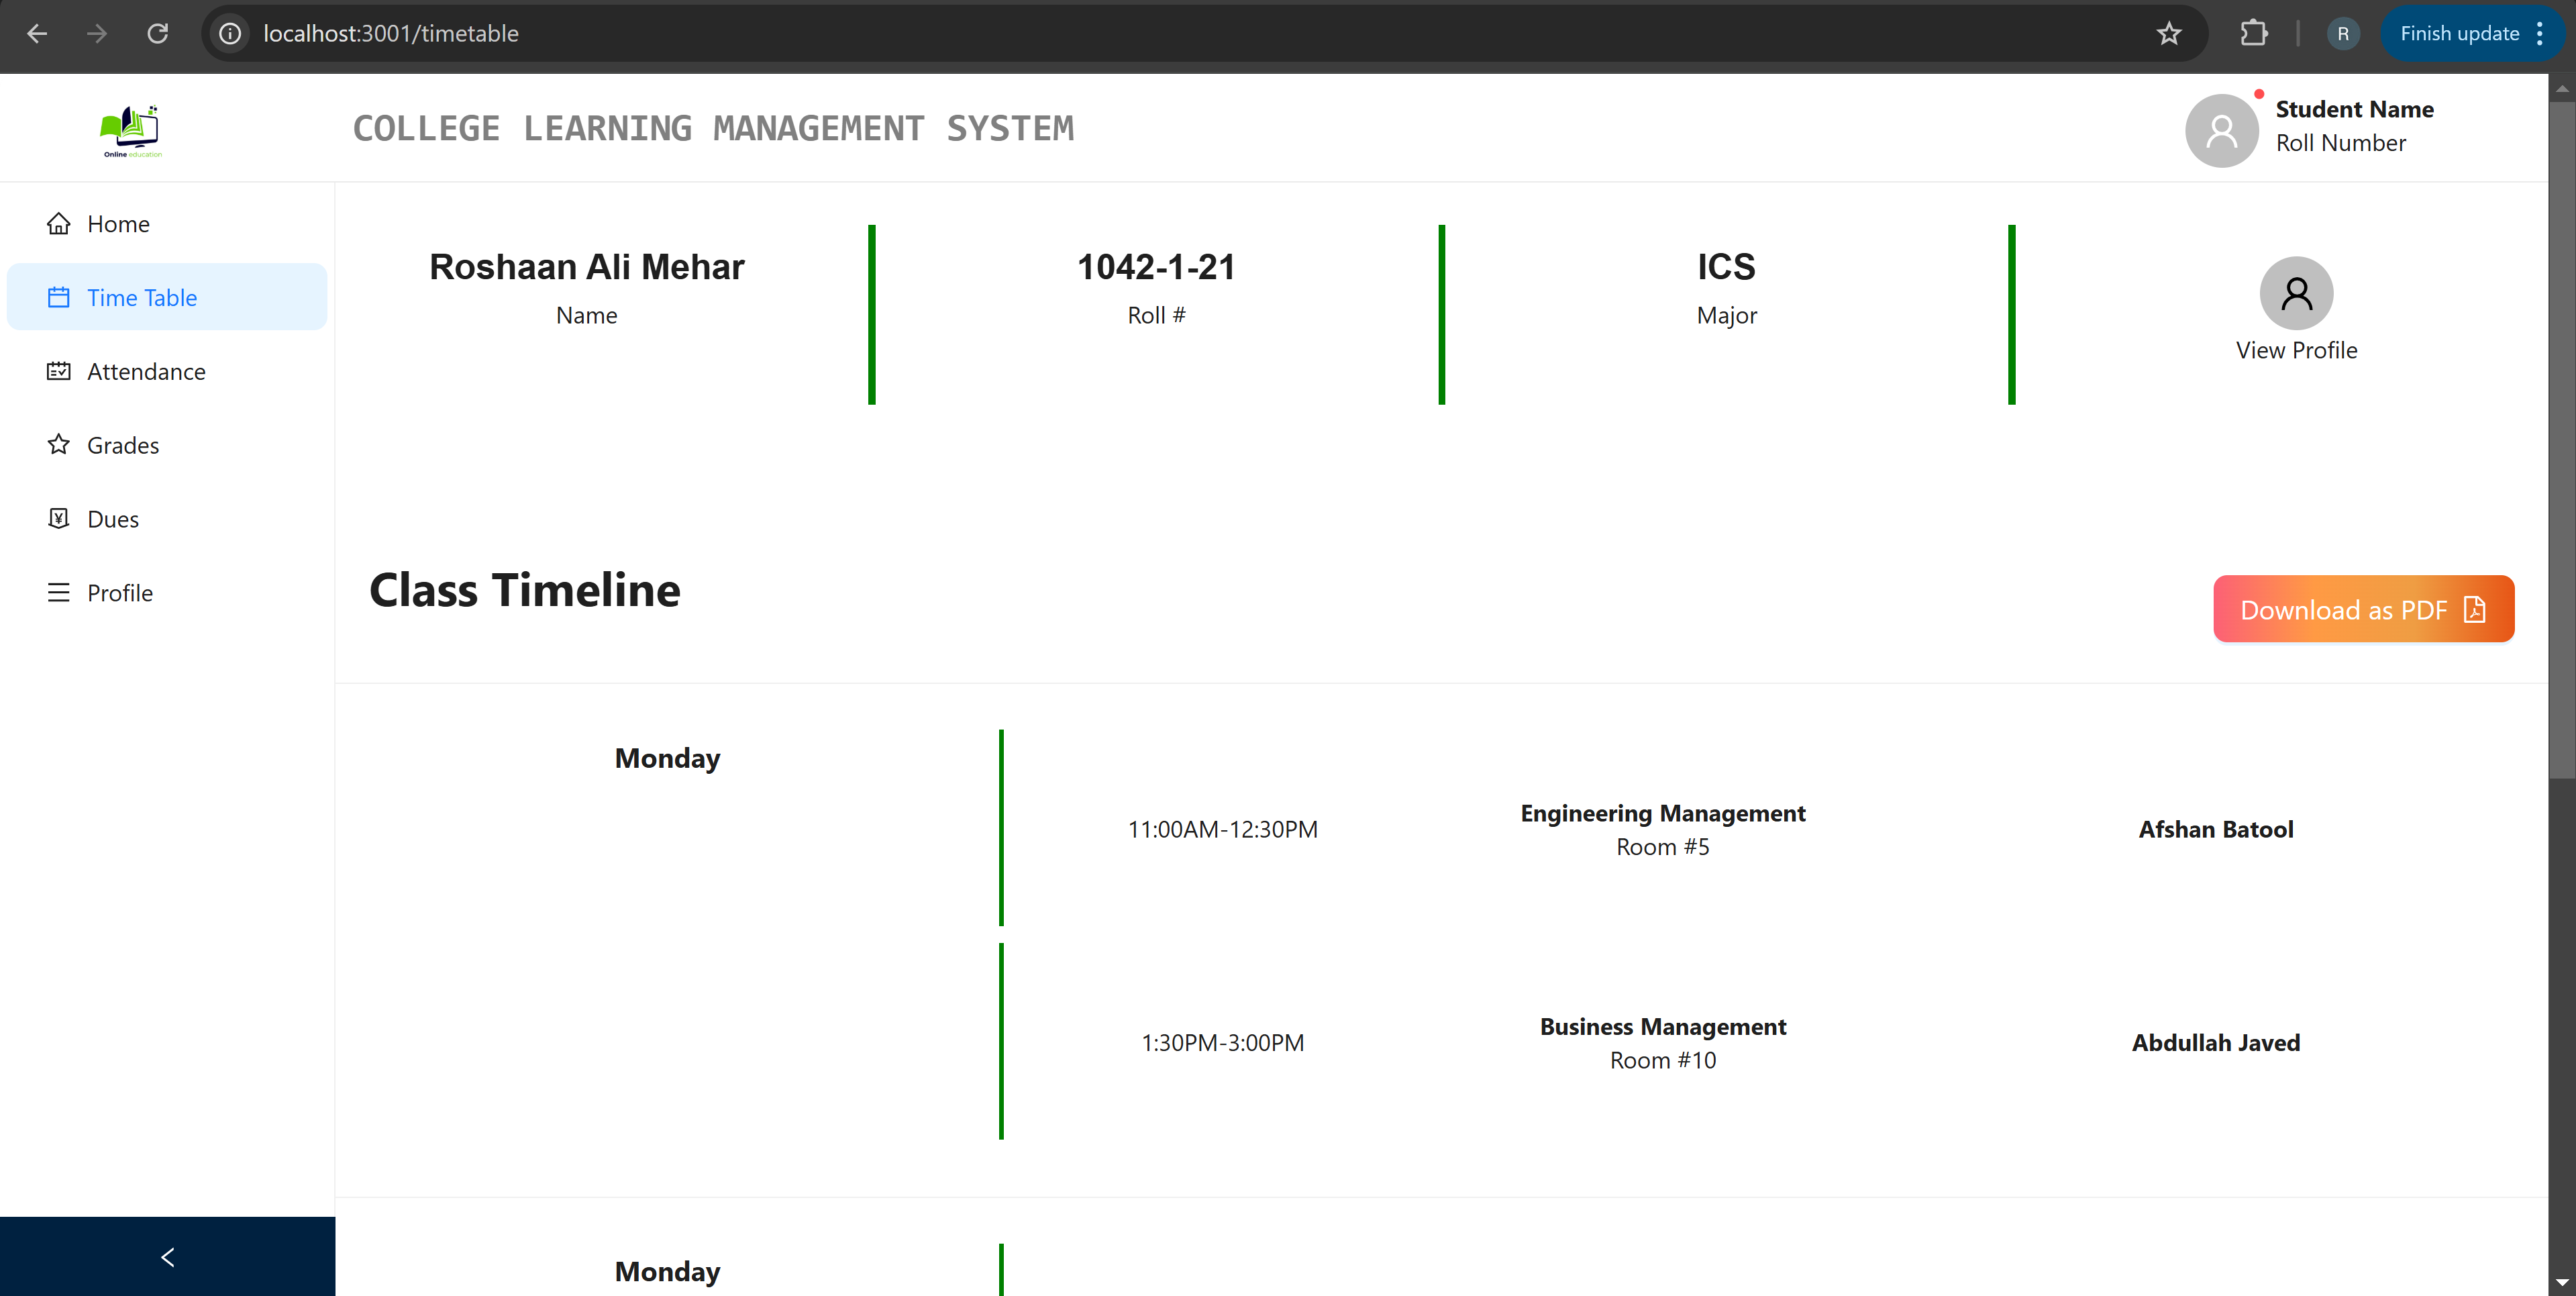 localhost:3001/timetable
R
Finish update
Online education
COLLEGE LEARNING MANAGEMENT SYSTEM
Student Name
Roll Number
Home
Time Table
Attendance
Grades
Dues
Profile
Roshaan Ali Mehar
Name
1042-1-21
Roll #
ICS
Major
View Profile
Class Timeline
Download as PDF
Monday
11:00AM-12:30PM
Engineering Management
Room #5
Afshan Batool
1:30PM-3:00PM
Business Management
Room #10
Abdullah Javed
Monday